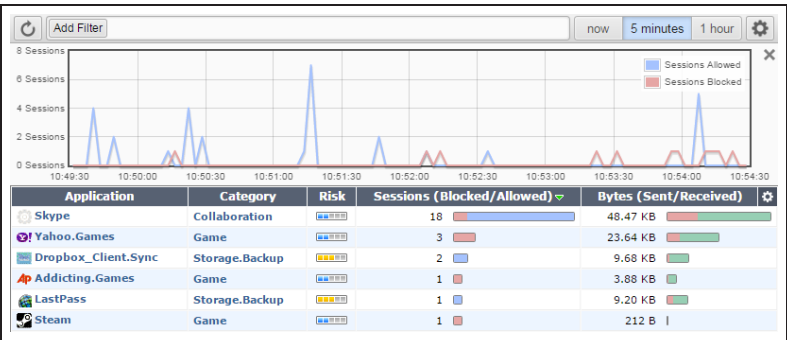 Add Filter now 5 minutes 1 hour
8 Sessions
Sessions Allowed
6 Sessions
Sessions Blocked
4 Sessions
2 Sessions
0 Sessions
10:49:30 10:50:00 10:50:30 10:51:00 10:51:30 10:52:00 10:52:30 10:53:00 10:53:30 10:54:00 10:54:30
Application Category Risk Sessions (Blocked/Allowed) Bytes (Sent/Received)
Skype Collaboration 18 48.47 KB
Yahoo.Games Game 3 23.64 KB
Dropbox_Client.Sync Storage.Backup 2 9.68 KB
Addicting.Games Game 1 3.88 KB
LastPass Storage.Backup 1 9.20 KB
Steam Game 1 212 B